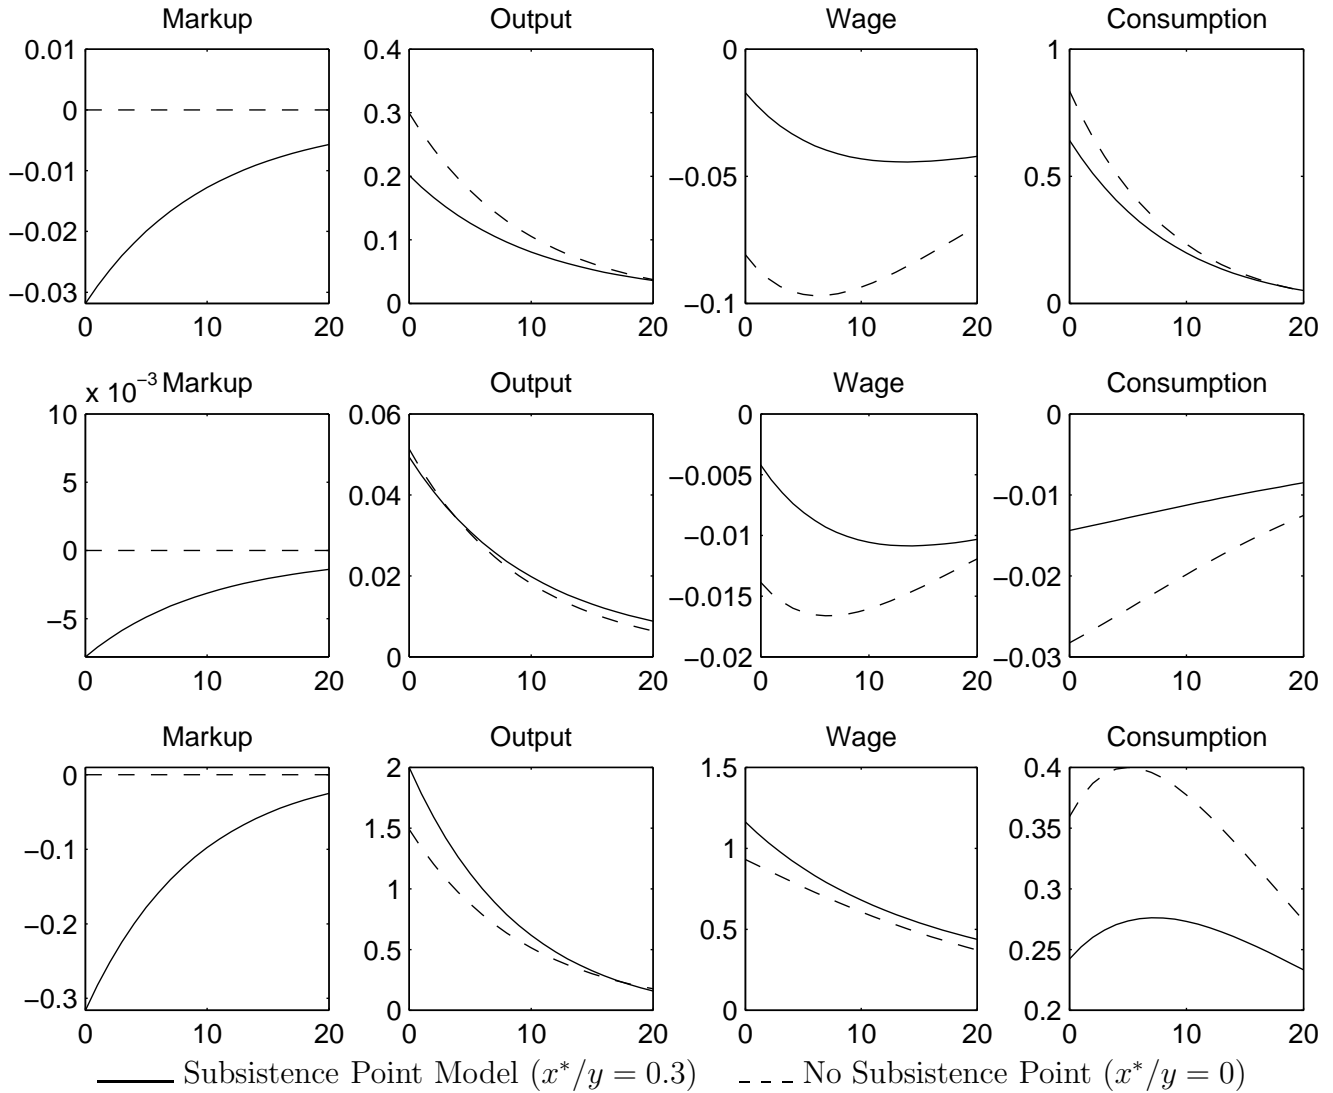 Markup Output Wage Consumption
0.01 0.4 0 1
0 0.3
−0.01 0.2 −0.05 0.5
−0.02 0.1
−0.03 0 −0.1 0
0 10 20 0 10 20 0 10 20 0 10 20
x 10−3 Markup Output Wage Consumption
10 0.06 0 0
5 0.04 −0.005 −0.01
0 0.02 −0.01 −0.02
−5 −0.015
0 −0.02 −0.03
0 10 20 0 10 20 0 10 20 0 10 20
Markup Output Wage Consumption
0 2 1.5 0.4
−0.1 1.5 1 0.35
−0.2 1 0.5 0.3
−0.3 0.5 0.25
0 0 0.2
0 10 20 0 10 20 0 10 20 0 10 20
Subsistence Point Model (x*/y = 0.3) No Subsistence Point (x*/y = 0)